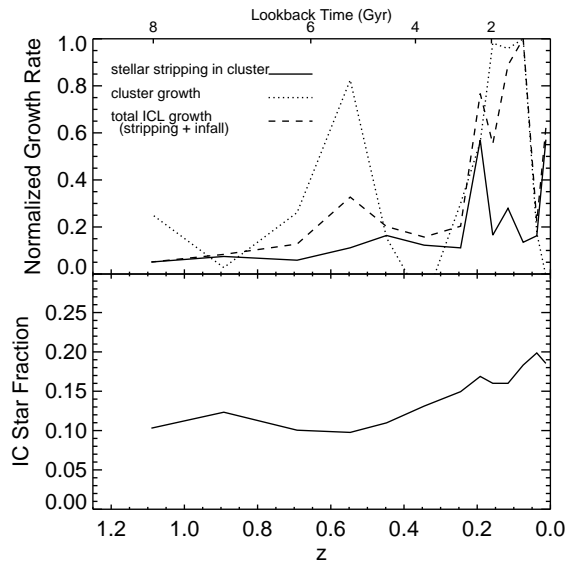 Lookback Time (Gyr)
8 6 4 2
Normalized Growth Rate
1.0
0.8
0.6
0.4
0.2
0.0
stellar stripping in cluster
cluster growth
total ICL growth
(stripping + infall)
IC Star Fraction
0.25
0.20
0.15
0.10
0.05
0.00
1.2 1.0 0.8 0.6 0.4 0.2 0.0
z